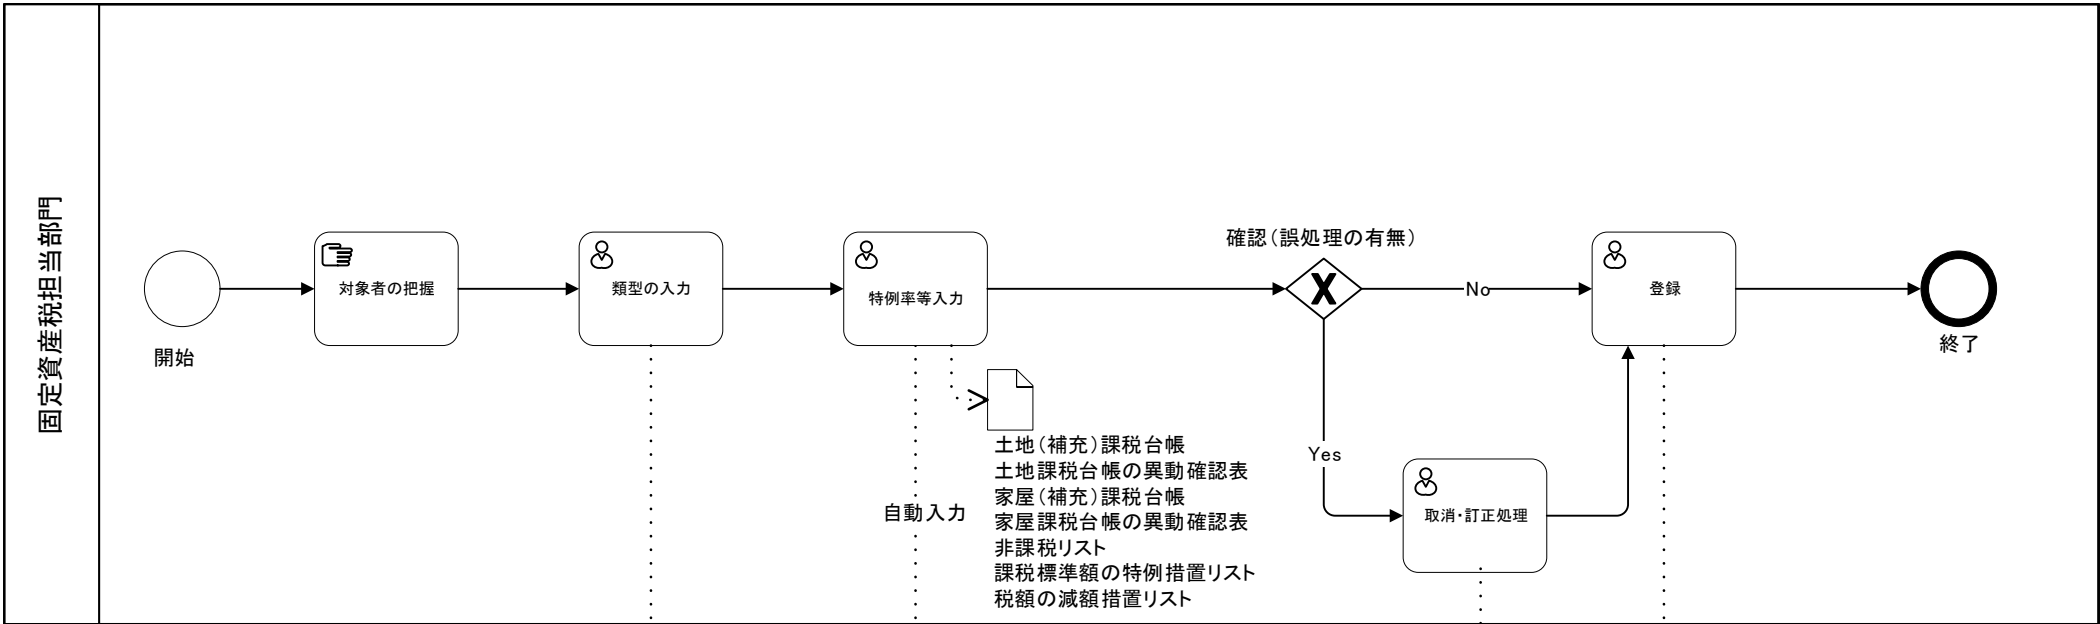 固定資産税担当部門
開始
対象者の把握
類型の入力
特例率等入力
自動入力
土地（補充）課税台帳
土地課税台帳の異動確認表
家屋（補充）課税台帳
家屋課税台帳の異動確認表
非課税リスト
課税標準額の特例措置リスト
税額の減額措置リスト
確認（誤処理の有無）
No
Yes
取消・訂正処理
登録
終了